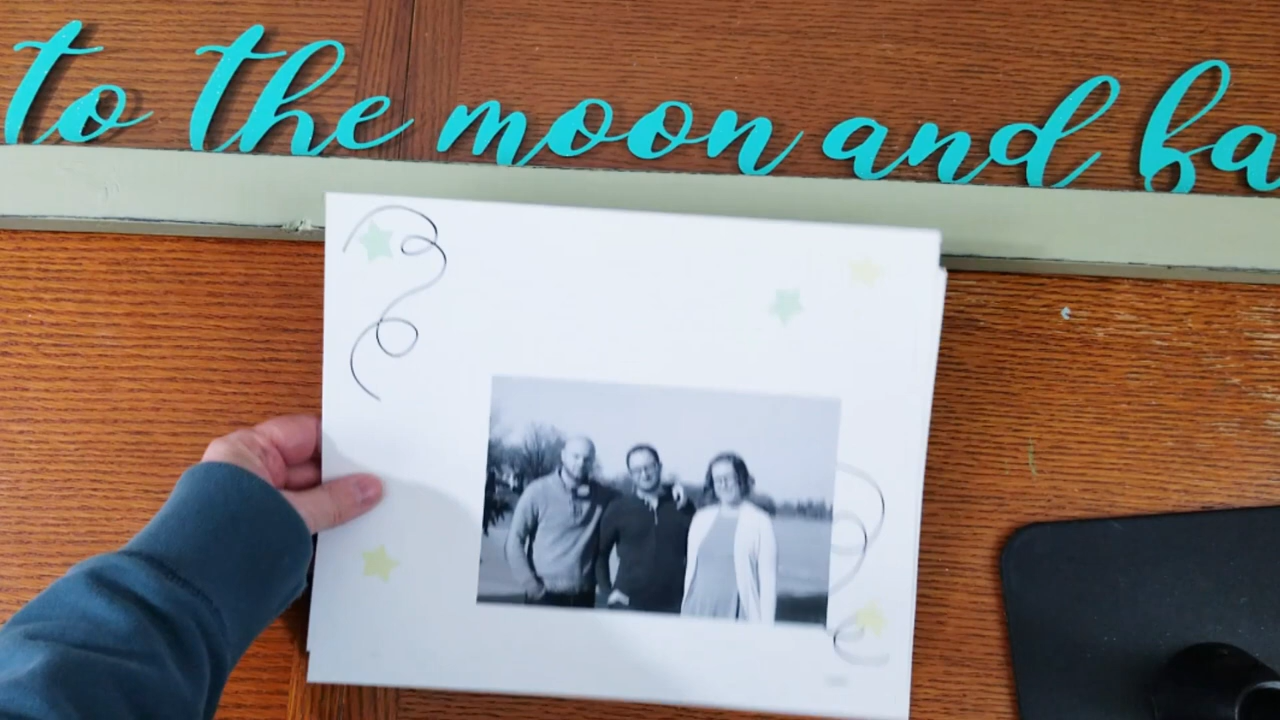 to the moon and ba